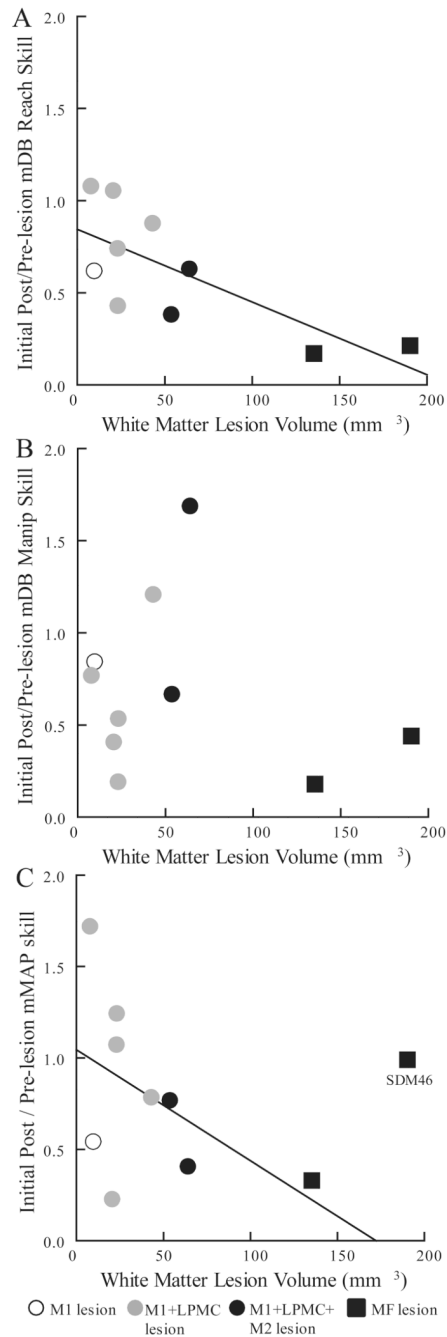 A
Initial Post/Pre-lesion mDB Reach Skill
2.0
1.5
1.0
0.5
0.0
50
100
150
200
White Matter Lesion Volume (mm ³)
B
Initial Post/Pre-lesion mDB Manip Skill
2.0
1.5
1.0
0.5
0.0
0
50
100
150
200
White Matter Lesion Volume (mm ³)
C
Initial Post / Pre-lesion mMAP skill
2.0
1.5
1.0
0.5
0.0
SDM46
0
50
100
150
200
White Matter Lesion Volume (mm ³)
M1 lesion
M1+LPMC
lesion
M1+LPMC+
M2 lesion
MF lesion